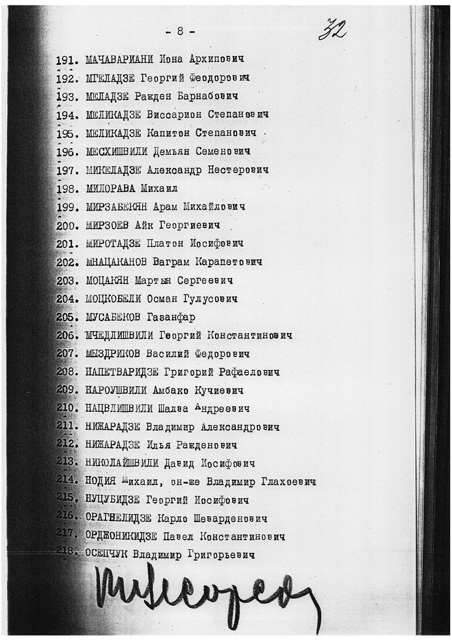 - 8 -
32
191. МАЧАВАРИАНИ Иона Архипович
192. МГЕЛАДЗЕ Георгий Феодорович
193. МЕЛАДЗЕ Ражден Барнабович
194. МЕЛИКАДЗЕ Виссарион Степанович
195. МЕЛИКАДЗЕ Капитон Степанович
196. МЕСХИШВИЛИ Демьян Семенович
197. МИКЕЛАДЗЕ Александр Несторович
198. МИЛОРАВА Михаил
199. МИРЗАБЕКЯН Арам Михайлович
200. МИРЗОЕВ Айк Георгиевич
201. МИРОТАДЗЕ Платон Иосифович
202. МНАЦАКАНОВ Ваграм Карапетович
203. МОЦАКЯН Мартын Сергеевич
204. МОЦКОБЕЛИ Осман Гулусович
205. МУСАБЕКОВ Газанфар
206. МЧЕДЛИШВИЛИ Георгий Константинович
207. МЫЗДРИКОВ Василий Федорович
208. НАПЕТВАРИДЗЕ Григорий Рафаелович
209. НАРОУШВИЛИ Амбако Кучиевич
210. НАЦВЛИШВИЛИ Шалва Андреевич
211. НИЖАРАДЗЕ Владимир Александрович
212. НИЖАРАДЗЕ Илья Ражденович
213. НИКОЛАЙШВИЛИ Давид Иосифович
214. НОДИЯ Михаил, он-же Владимир Глахоевич
215. НУЦУБИДЗЕ Георгий Иосифович
216. ОРАГВЕЛИДЗЕ Карло Шеварденович
217. ОРДЖОНИКИДЗЕ Павел Константинович
218. ОСЕПЧУК Владимир Григорьевич